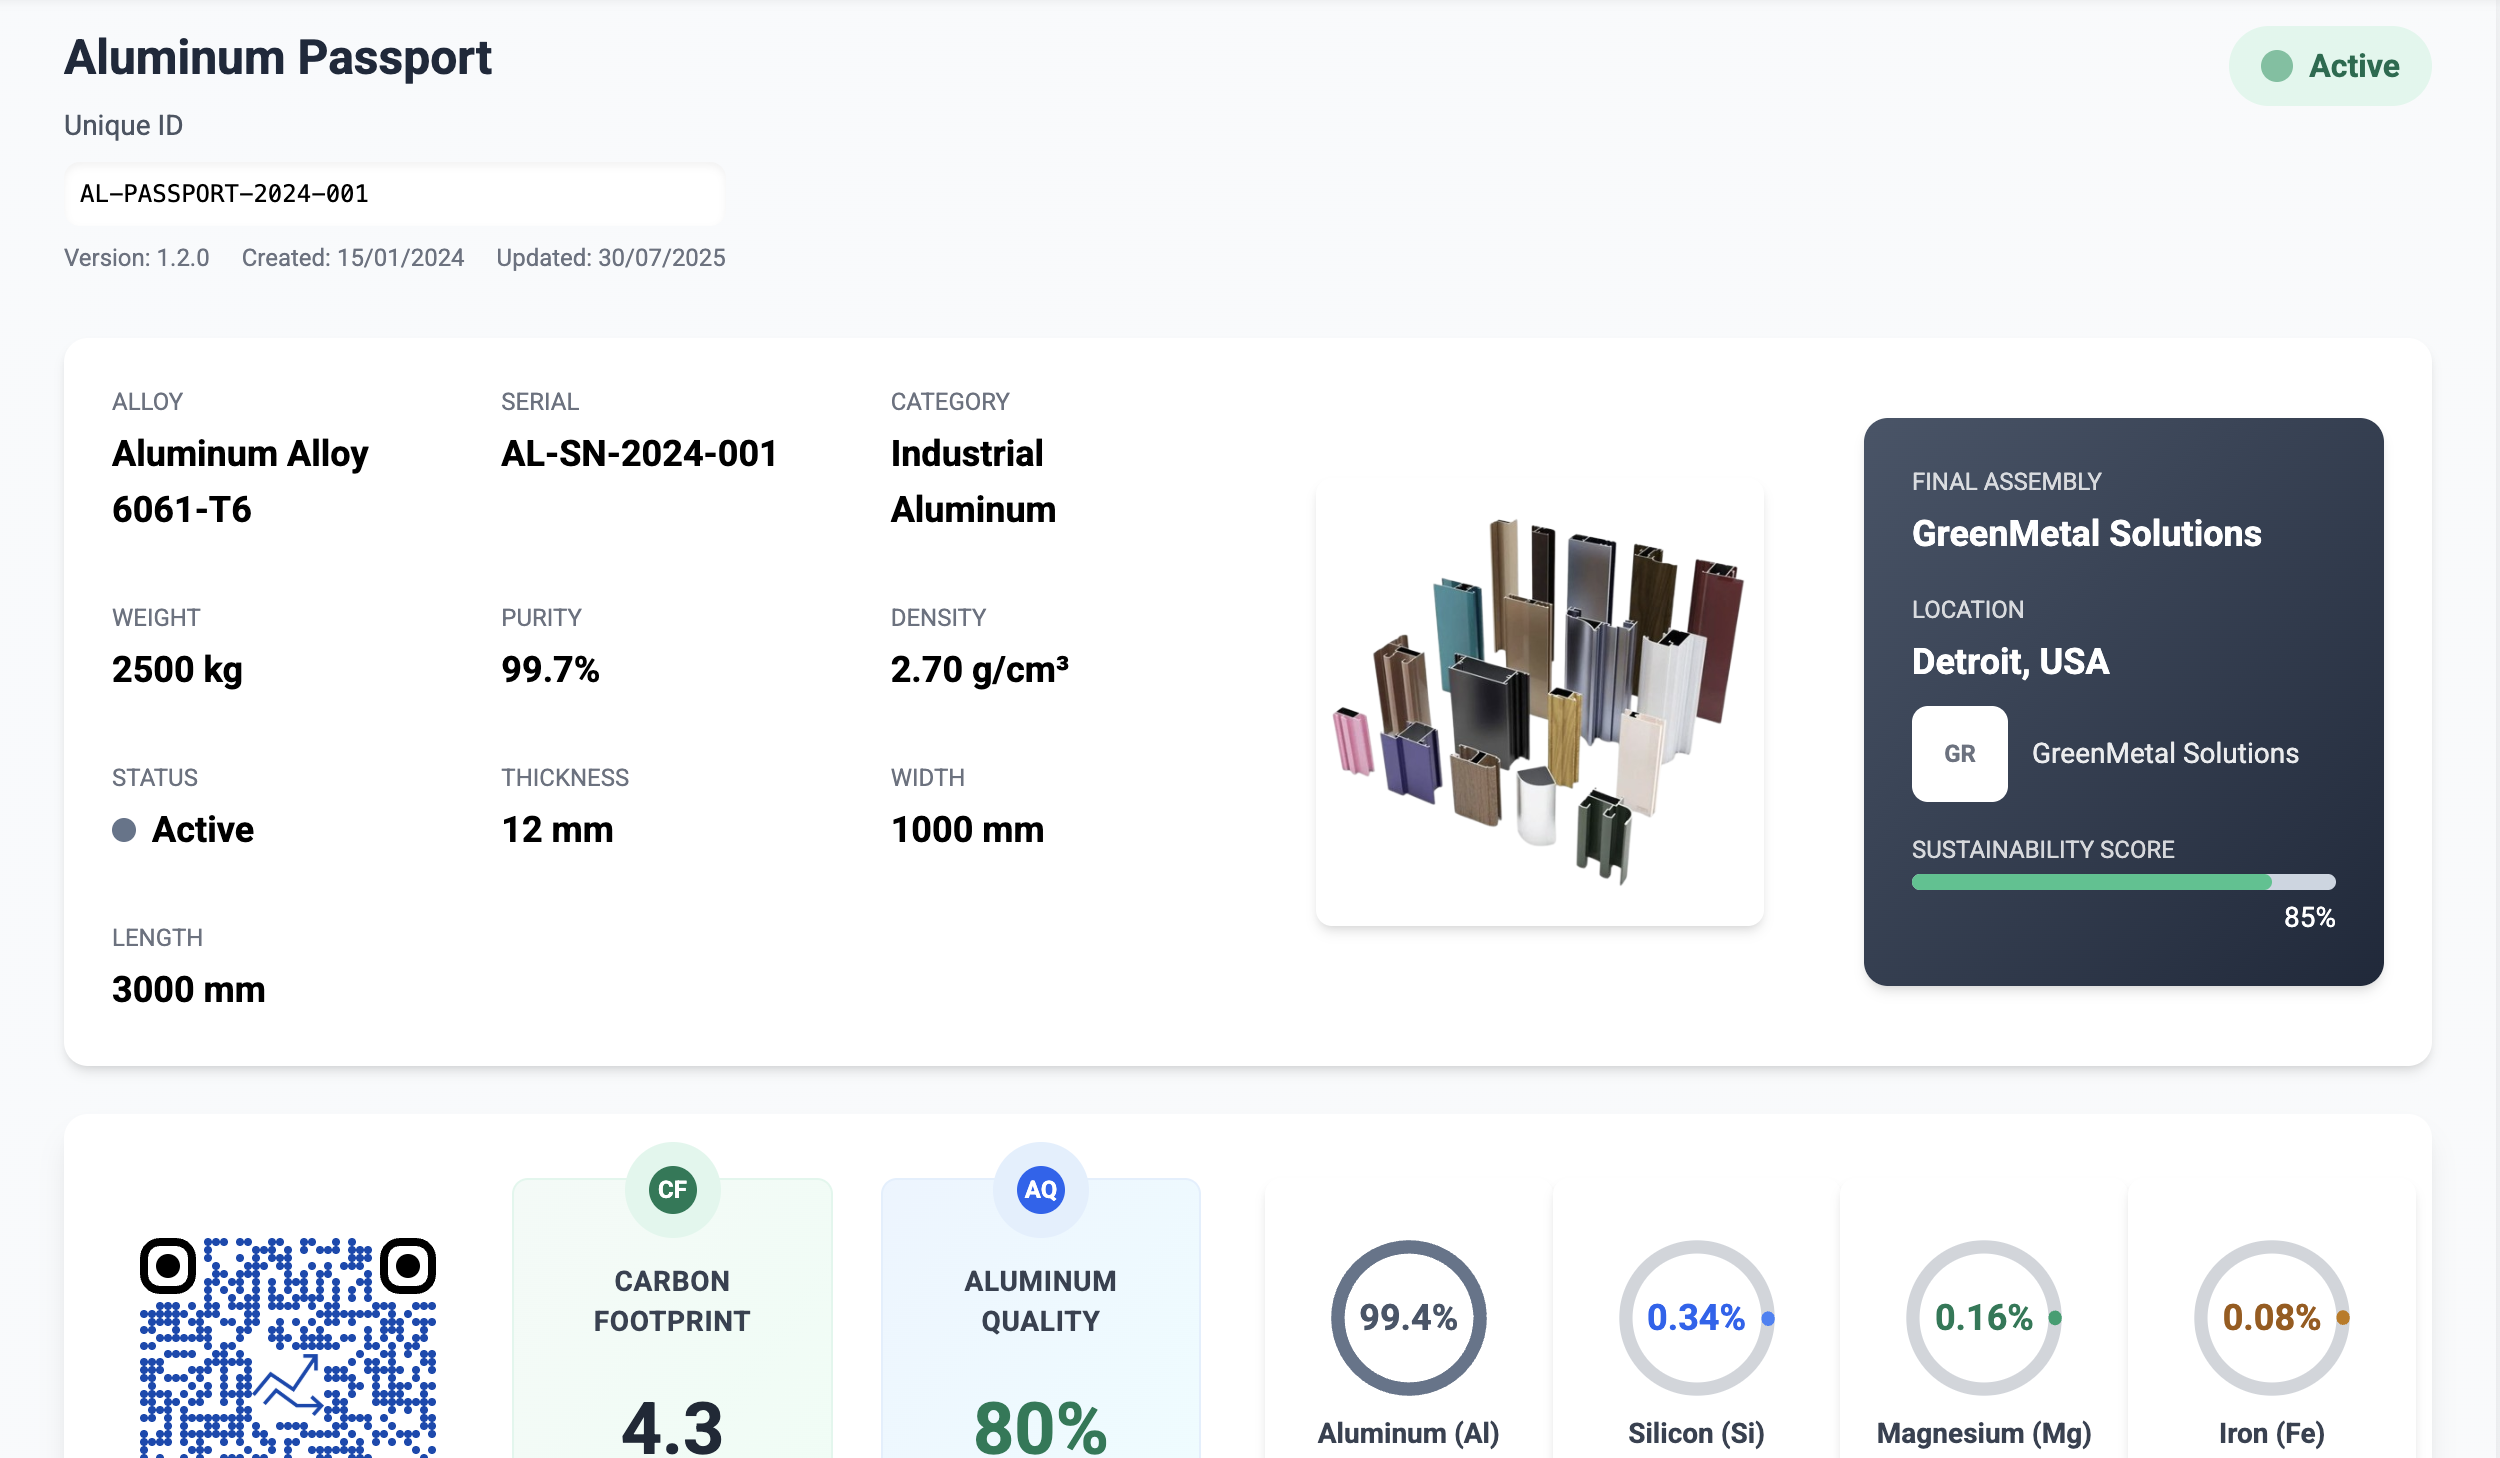 Aluminum Passport
Active
Unique ID
AL-PASSPORT-2024-001
Version: 1.2.0 Created: 15/01/2024 Updated: 30/07/2025
ALLOY
Aluminum Alloy
6061-T6
SERIAL
AL-SN-2024-001
CATEGORY
Industrial
Aluminum
WEIGHT
2500 kg
PURITY
99.7%
DENSITY
2.70 g/cm³
STATUS
Active
THICKNESS
12 mm
WIDTH
1000 mm
LENGTH
3000 mm
FINAL ASSEMBLY
GreenMetal Solutions
LOCATION
Detroit, USA
GR
GreenMetal Solutions
SUSTAINABILITY SCORE
85%
CF
CARBON
FOOTPRINT
4.3
AQ
ALUMINUM
QUALITY
80%
99.4%
Aluminum (Al)
0.34%
Silicon (Si)
0.16%
Magnesium (Mg)
0.08%
Iron (Fe)